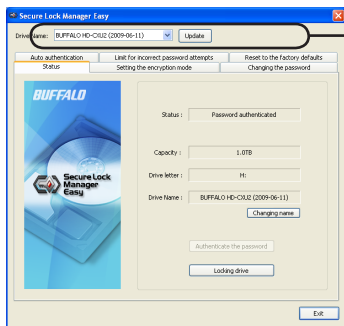 Secure Lock Manager Easy
Drive Name: BUFFALO HD-CXU2 (2009-06-11) Update
Auto authentication Limit for incorrect password attempts Reset to the factory defaults
Status Setting the encryption mode Changing the password
BUFFALO
Secure Lock
Manager
Easy
Status : Password authenticated
Capacity : 1.0TB
Drive letter : H:
Drive Name : BUFFALO HD-CXU2 (2009-06-11)
Changing name
Authenticate the password
Locking drive
Exit